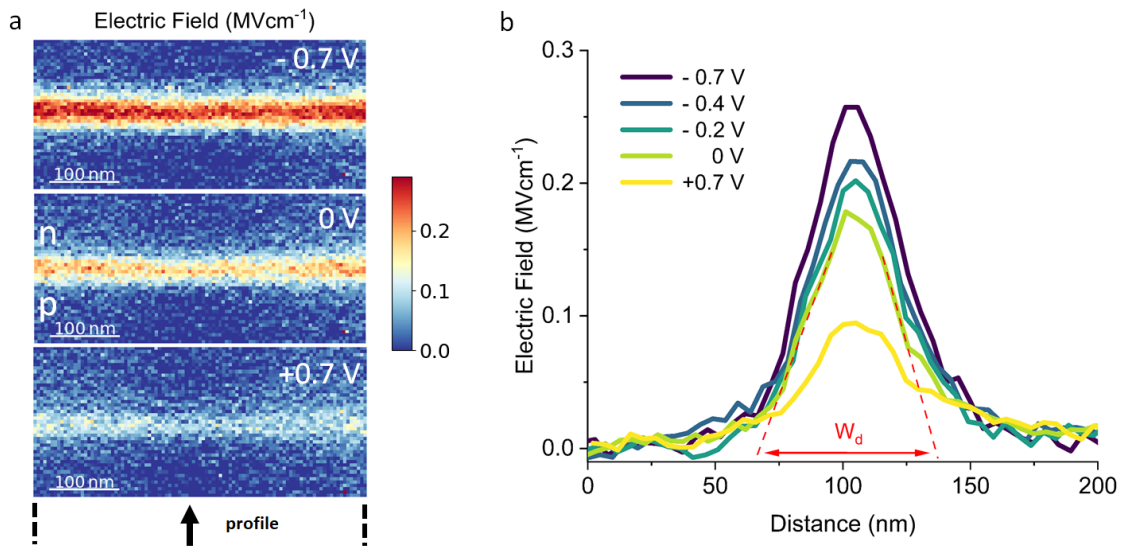 a
Electric Field (MVcm⁻¹)
- 0.7 V
100 nm
0 V
n
p
100 nm
+0.7 V
100 nm
0.2
0.1
0.0
profile
b
Electric Field (MVcm⁻¹)
0.3
0.2
0.1
0.0
- 0.7 V
- 0.4 V
- 0.2 V
0 V
+0.7 V
W_d
0 50 100 150 200
Distance (nm)